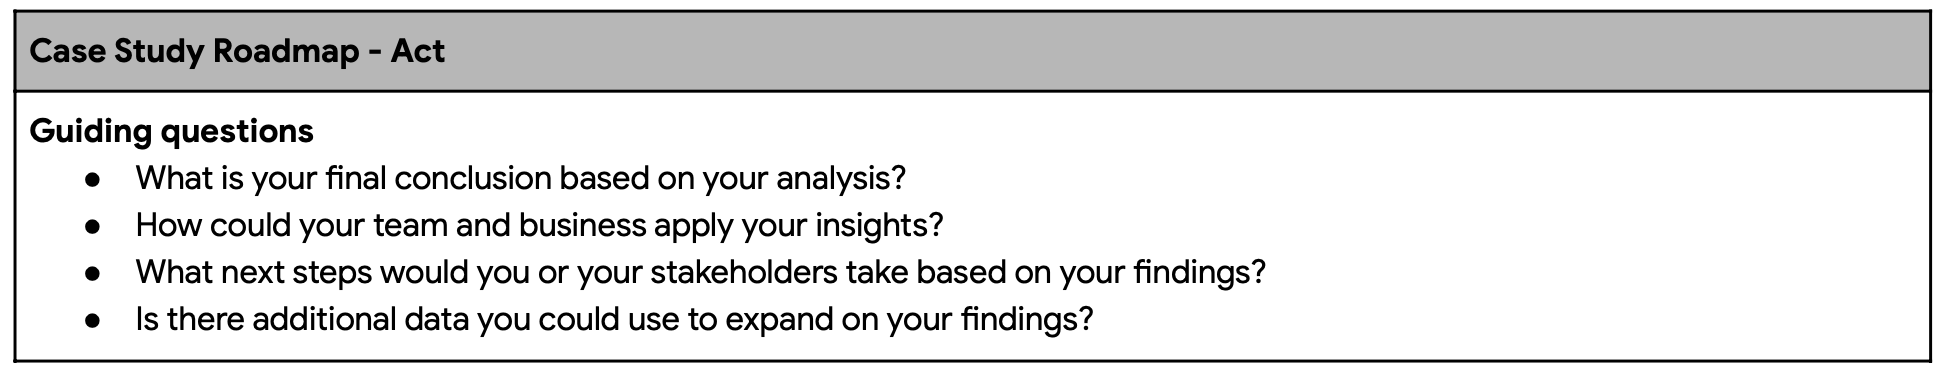 Case Study Roadmap - Act
Guiding questions
● What is your final conclusion based on your analysis?
● How could your team and business apply your insights?
● What next steps would you or your stakeholders take based on your findings?
● Is there additional data you could use to expand on your findings?